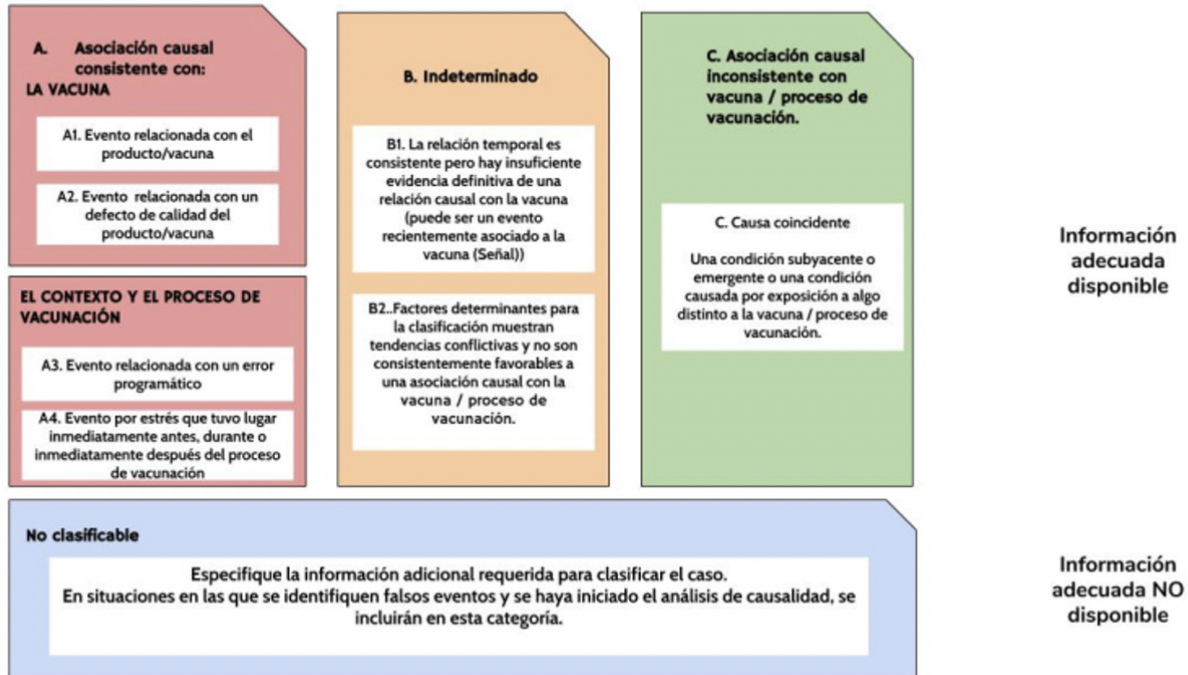 A. Asociación causal
consistente con:
LA VACUNA
A1. Evento relacionada con el
producto/vacuna
A2. Evento relacionada con un
defecto de calidad del
producto/vacuna
EL CONTEXTO Y EL PROCESO DE
VACUNACIÓN
A3. Evento relacionada con un error
programático
A4. Evento por estrés que tuvo lugar
inmediatamente antes, durante o
inmediatamente después del proceso
de vacunación
B. Indeterminado
B1. La relación temporal es
consistente pero hay insuficiente
evidencia definitiva de una
relación causal con la vacuna
(puede ser un evento
recientemente asociado a la
vacuna (Señal))
B2..Factores determinantes para
la clasificación muestran
tendencias conflictivas y no son
consistentemente favorables a
una asociación causal con la
vacuna / proceso de
vacunación.
C. Asociación causal
inconsistente con
vacuna / proceso de
vacunación.
C. Causa coincidente
Una condición subyacente o
emergente o una condición
causada por exposición a algo
distinto a la vacuna / proceso de
vacunación.
Información
adecuada
disponible
No clasificable
Especifique la información adicional requerida para clasificar el caso.
En situaciones en las que se identifiquen falsos eventos y se haya iniciado el análisis de causalidad, se
incluirán en esta categoría.
Información
adecuada NO
disponible